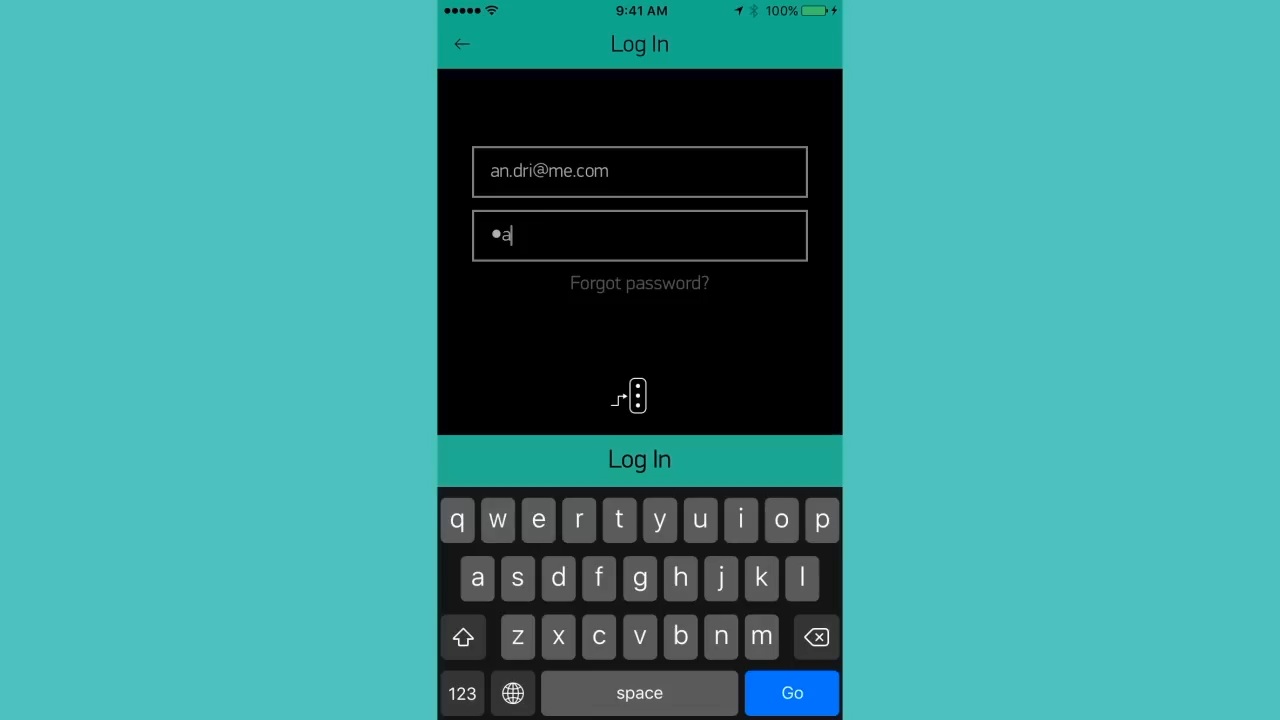 9:41 AM 100%
Log In
an.dri@me.com
•a
Forgot password?
Log In
q w e r t y u i o p
a s d f g h j k l
z x c v b n m
123 space Go